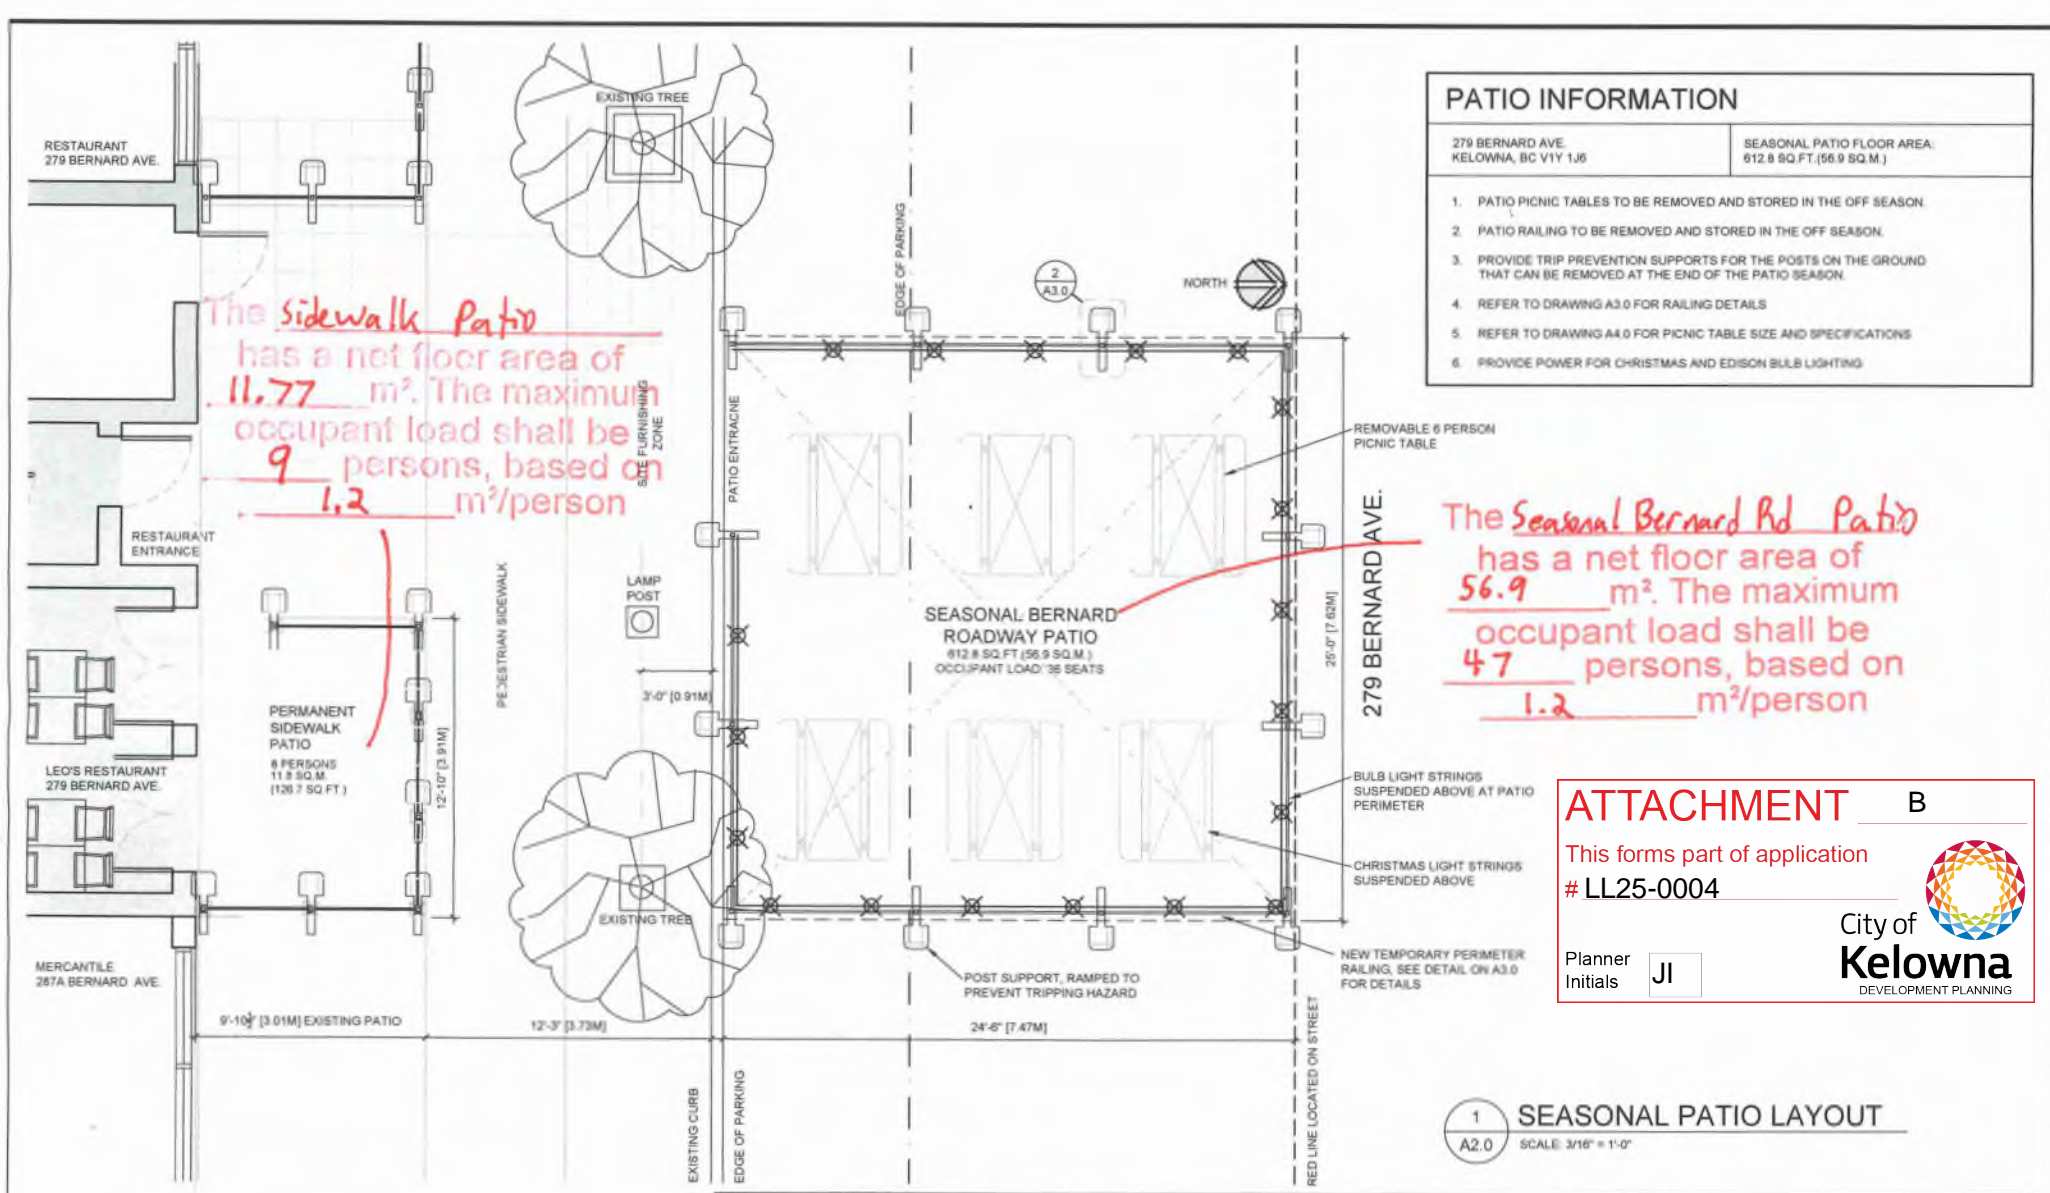 EXISTING TREE
RESTAURANT
279 BERNARD AVE.
PATIO INFORMATION
279 BERNARD AVE.
KELOWNA, BC V1Y 1J6
SEASONAL PATIO FLOOR AREA:
612.8 SQ.FT.(56.9 SQ.M.)
1. PATIO PICNIC TABLES TO BE REMOVED AND STORED IN THE OFF SEASON.
2. PATIO RAILING TO BE REMOVED AND STORED IN THE OFF SEASON.
3. PROVIDE TRIP PREVENTION SUPPORTS FOR THE POSTS ON THE GROUND
THAT CAN BE REMOVED AT THE END OF THE PATIO SEASON.
4. REFER TO DRAWING A3.0 FOR RAILING DETAILS
5. REFER TO DRAWING A4.0 FOR PICNIC TABLE SIZE AND SPECIFICATIONS
6. PROVIDE POWER FOR CHRISTMAS AND EDISON BULB LIGHTING
EDGE OF PARKING
2
A3.0
NORTH
The Sidewalk Patio
has a net floor area of
11.77 m². The maximum
occupant load shall be
9 persons, based on
1.2 m²/person
SITE FURNISHING
ZONE
PATIO ENTRACNE
REMOVABLE 6 PERSON
PICNIC TABLE
RESTAURANT
ENTRANCE
PEDESTRIAN SIDEWALK
LAMP
POST
3'-0" [0.91M]
SEASONAL BERNARD
ROADWAY PATIO
612.8 SQ.FT.(56.9 SQ.M.)
OCCUPANT LOAD: 36 SEATS
25'-0" [7.62M]
279 BERNARD AVE.
The Seasonal Bernard Rd Patio
has a net floor area of
56.9 m². The maximum
occupant load shall be
47 persons, based on
1.2 m²/person
PERMANENT
SIDEWALK
PATIO
8 PERSONS
11.8 SQ.M.
(126.7 SQ.FT.)
12'-10" [3.91M]
LEO'S RESTAURANT
279 BERNARD AVE.
BULB LIGHT STRINGS
SUSPENDED ABOVE AT PATIO
PERIMETER
CHRISTMAS LIGHT STRINGS
SUSPENDED ABOVE
EXISTING TREE
NEW TEMPORARY PERIMETER
RAILING, SEE DETAIL ON A3.0
FOR DETAILS
POST SUPPORT, RAMPED TO
PREVENT TRIPPING HAZARD
MERCANTILE
287A BERNARD AVE.
[3.01M] EXISTING PATIO
12'-3" [3.73M]
24'-6" [7.47M]
EXISTING CURB
EDGE OF PARKING
RED LINE LOCATED ON STREET
ATTACHMENT B
This forms part of application
# LL25-0004
City of
Kelowna
DEVELOPMENT PLANNING
Planner
Initials JI
1
A2.0
SEASONAL PATIO LAYOUT
SCALE: 3/16" = 1'-0"